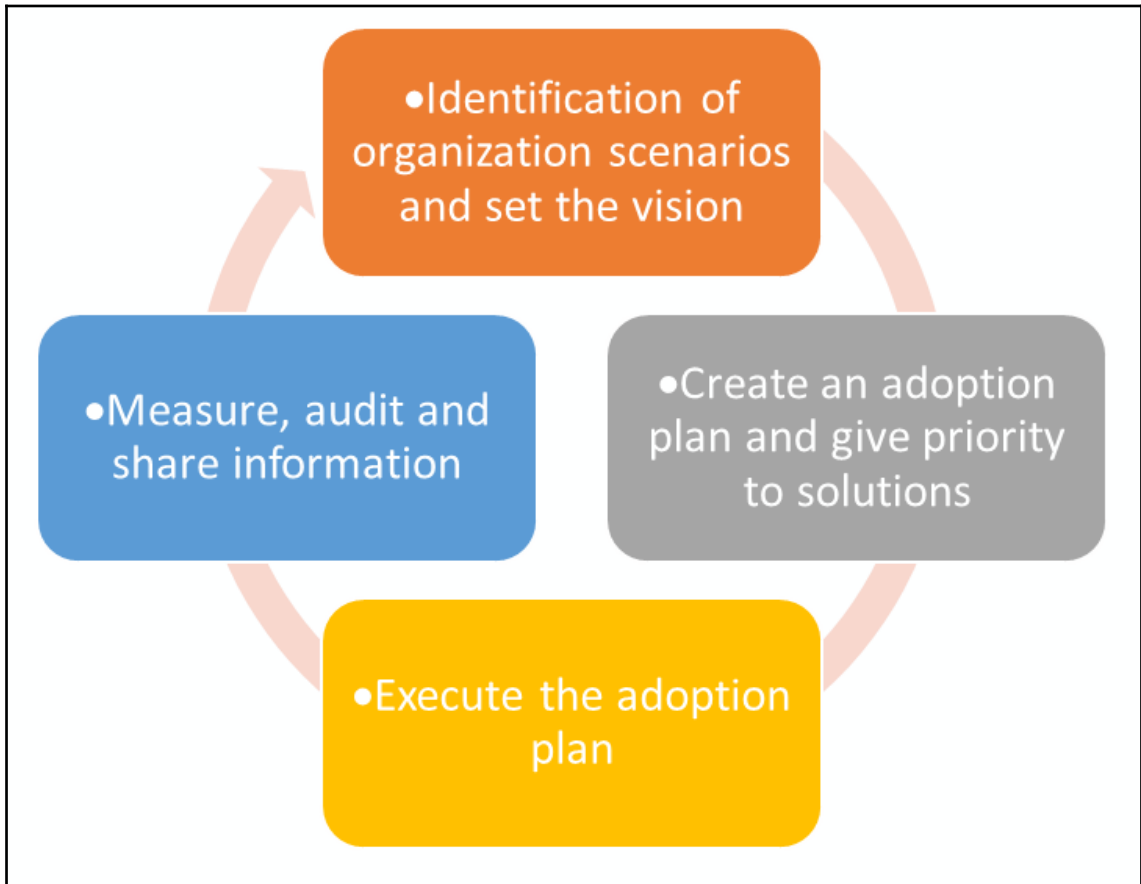 •Identification of
organization scenarios
and set the vision
•Create an adoption
plan and give priority
to solutions
•Execute the adoption
plan
•Measure, audit and
share information